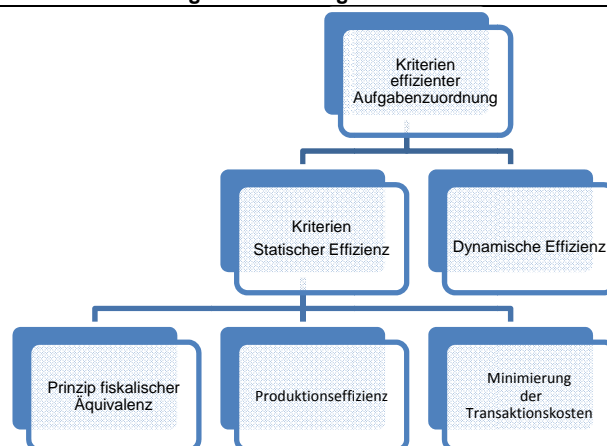 Kriterien
effizienter
Aufgabenzuordnung
Kriterien
Statischer Effizienz
Dynamische Effizienz
Prinzip fiskalischer
Äquivalenz
Produktionseffizienz
Minimierung
der
Transaktionskosten